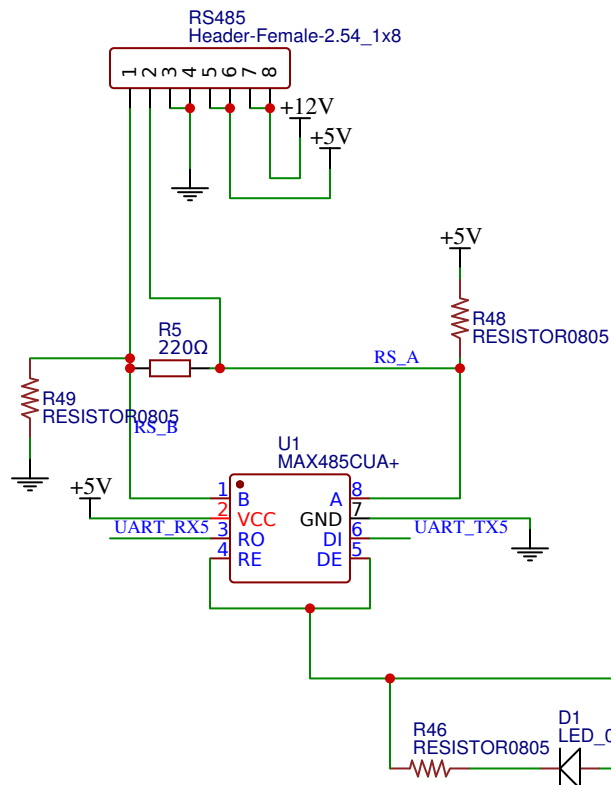 RS485
Header-Female-2.54_1x8
1 2 3 4 5 6 7 8
+12V
+5V
+5V
R48
RESISTOR0805
R5
220Ω
RS_A
R49
RESISTOR0805
RS_B
U1
MAX485CUA+
+5V
1 B A 8
2 VCC GND 7
UART_RX5 3 RO DI 6 UART_TX5
4 RE DE 5
D1
LED_0
R46
RESISTOR0805